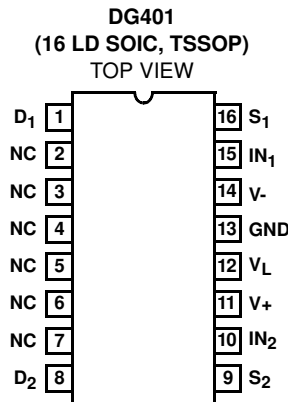 DG401
(16 LD SOIC, TSSOP)
TOP VIEW
D1 1 16 S1
NC 2 15 IN1
NC 3 14 V-
NC 4 13 GND
NC 5 12 VL
NC 6 11 V+
NC 7 10 IN2
D2 8 9 S2